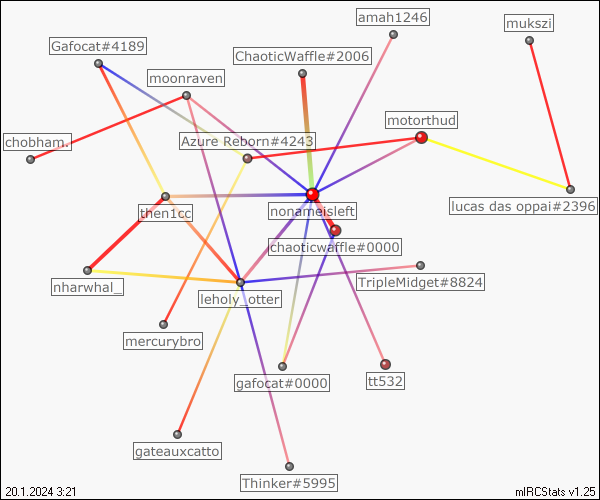 amah1246
mukszi
Gafocat#4189
ChaoticWaffle#2006
moonraven
motorthud
chobham.
Azure Reborn#4243
lucas das oppai#2396
then1cc
nonameisleft
chaoticwaffle#0000
nharwhal_
leholy_otter
TripleMidget#8824
mercurybro
gafocat#0000
tt532
gateauxcatto
Thinker#5995
20.1.2024 3:21
mIRCStats v1.25